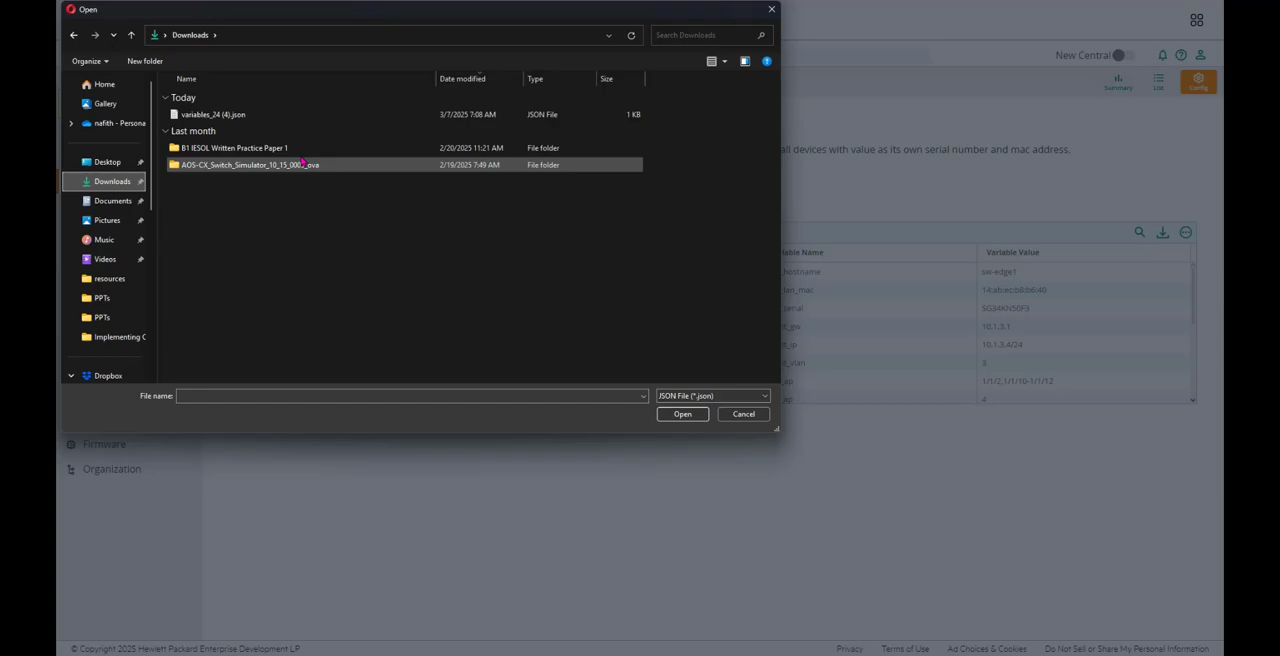 Open
Downloads
Search Downloads
Organize
New folder
New Central
Name
Date modified
Type
Size
Summary
List
Config
Home
Gallery
nafith - Persona
Desktop
Downloads
Documents
Pictures
Music
Videos
resources
PPTs
PPTs
Implementing C
Dropbox
Today
variables_24 (4).json
3/7/2025 7:08 AM
JSON File
1 KB
Last month
B1 IESOL Written Practice Paper 1
2/20/2025 11:21 AM
File folder
2/19/2025 7:49 AM
File folder
all devices with value as its own serial number and mac address.
Variable Value
hostname
sw-edge1
lan_mac
14:ab:ec:b8:b6:40
serial
SG34KN50F3
10.1.3.1
10.1.3.4/24
3
1/1/2,1/1/10-1/1/12
4
File name:
JSON File (*.json)
Open
Cancel
Firmware
Organization
© Copyright 2025 Hewlett Packard Enterprise Development LP
Privacy
Terms of Use
Ad Choices & Cookies
Do Not Sell or Share My Personal Information